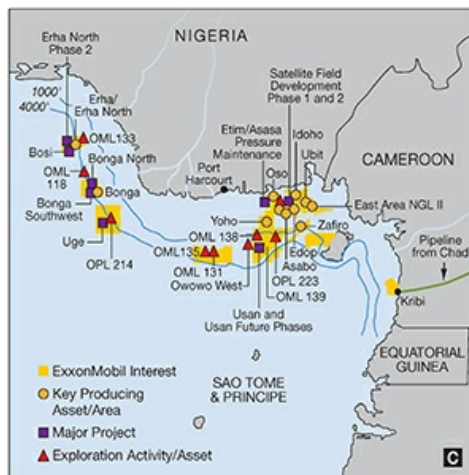 Erha North
Phase 2
NIGERIA
1000'
4000'
Erha/
Erha North
OML133
Bosi
OML
118
Bonga North
Bonga
Bonga
Southwest
Uge
OPL 214
Satellite Field
Development
Phase 1 and 2
Etim/Asasa
Pressure
Maintenance
Idoho
Ubit
Oso
Port
Harcourt
CAMEROON
East Area NGL II
Yoho
Zafiro
OML 138
OML135
OML 131
Owowo West
Edop
Asabo
OPL 223
OML 139
Usan and
Usan Future Phases
Pipeline
from Chad
Kribi
EQUATORIAL
GUINEA
SAO TOME
& PRINCIPE
ExxonMobil Interest
Key Producing
Asset/Area
Major Project
Exploration Activity/Asset
C